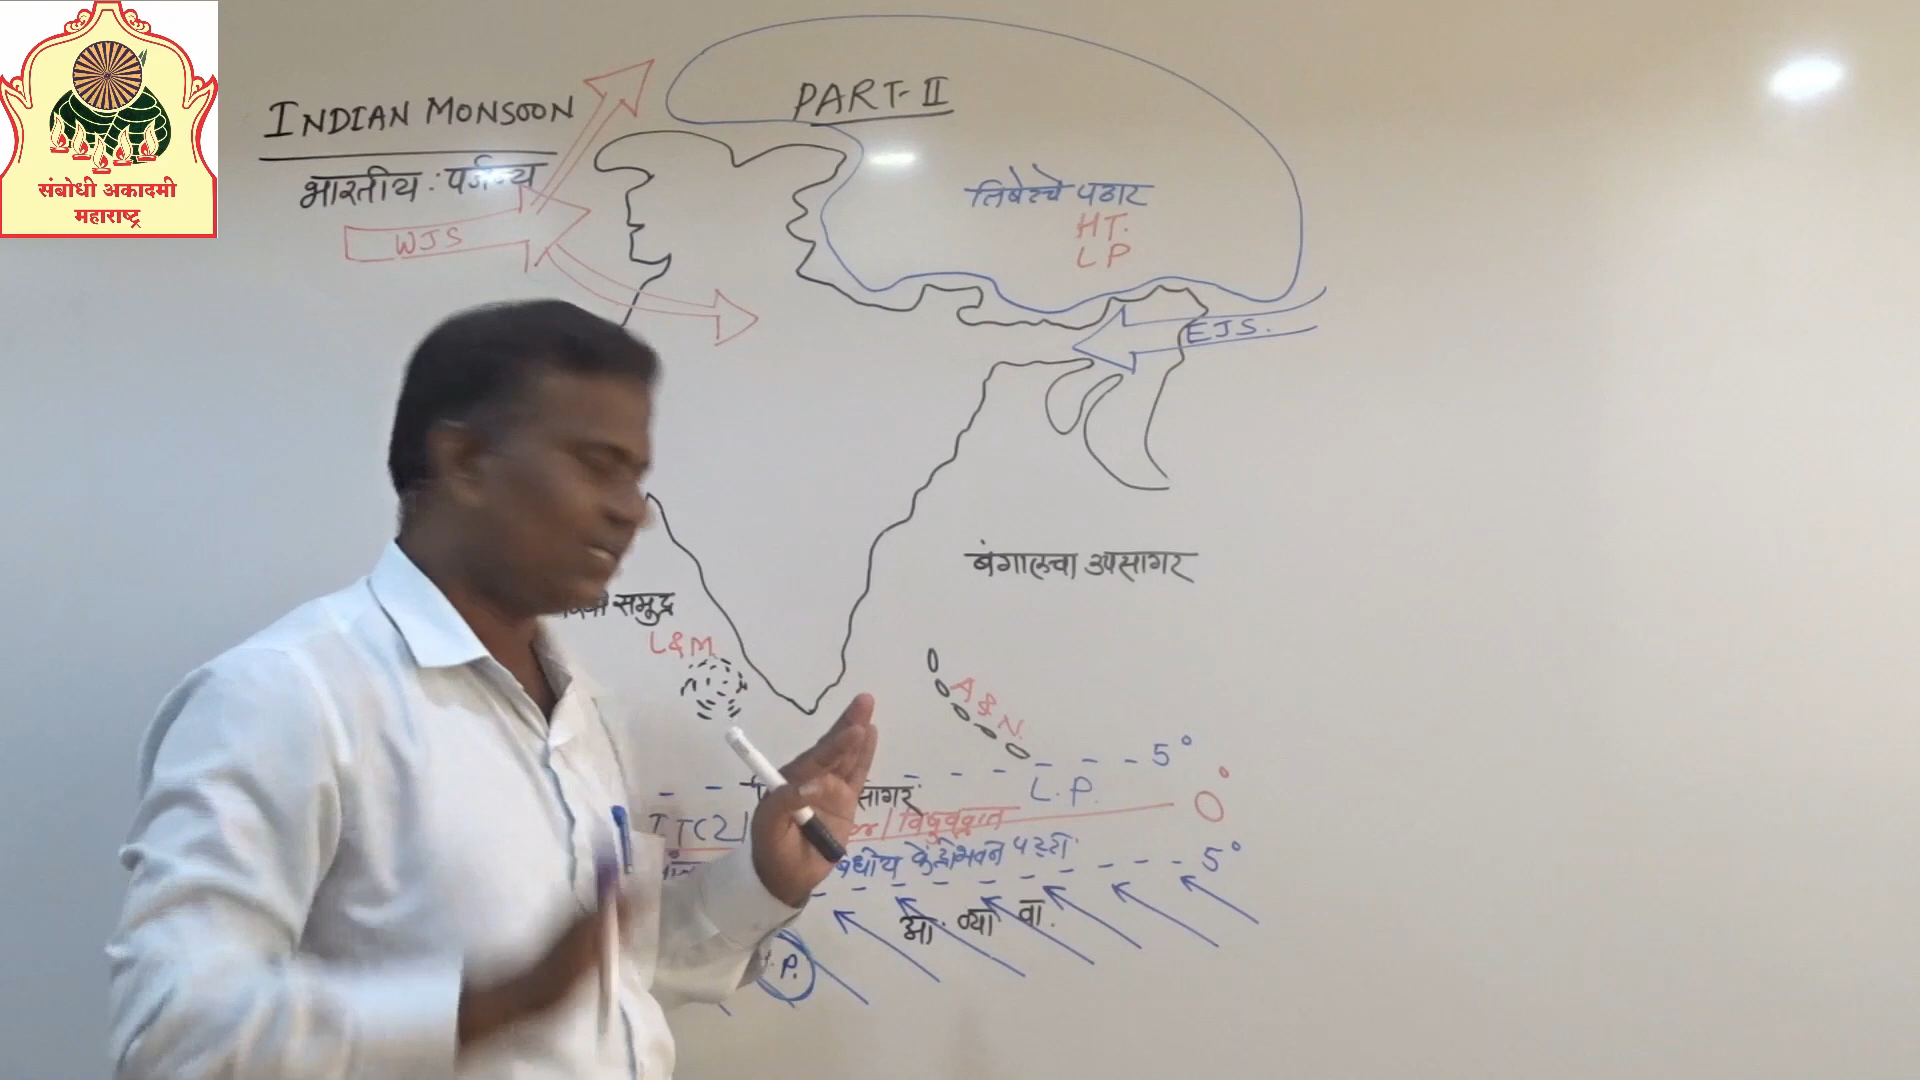 संबोधी अकादमी
महाराष्ट्र
INDIAN MONSOON
PART-II
भारतीय पर्जन्य
WJS
तिबेटचे पठार
HT.
LP
EJS.
बंगालचा उपसागर
समुद्र
L&M
A&N.
5°
L.P.
सागर
0°
ITCZ
विषुववृत्त
केंद्रीभवन पट्टी
5°
आ. व्या वा.
P.